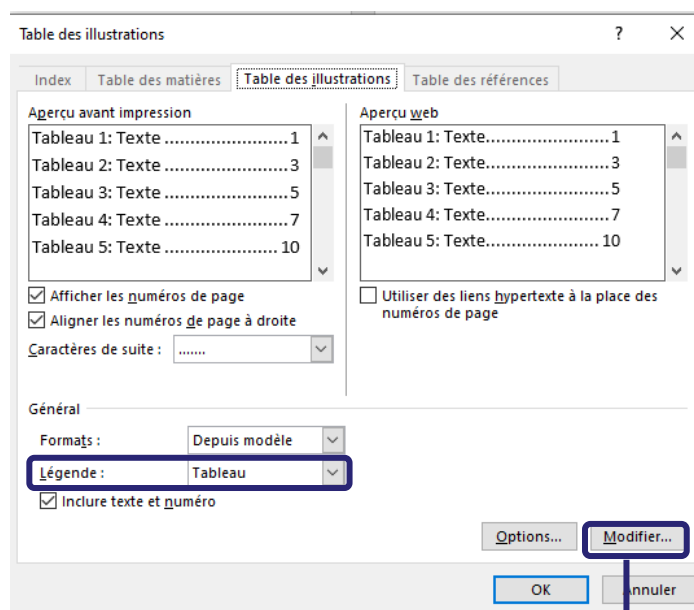 Table des illustrations ? ×
Index Table des matières Table des illustrations Table des références
Aperçu avant impression
Tableau 1: Texte ..............................1
Tableau 2: Texte ..............................3
Tableau 3: Texte ..............................5
Tableau 4: Texte ..............................7
Tableau 5: Texte ........................... 10
Aperçu web
Tableau 1: Texte..............................1
Tableau 2: Texte..............................3
Tableau 3: Texte..............................5
Tableau 4: Texte..............................7
Tableau 5: Texte........................... 10
Afficher les numéros de page
Aligner les numéros de page à droite
Caractères de suite : .......
Utiliser des liens hypertexte à la place des
numéros de page
Général
Formats : Depuis modèle
Légende : Tableau
Inclure texte et numéro
Options... Modifier...
OK Annuler